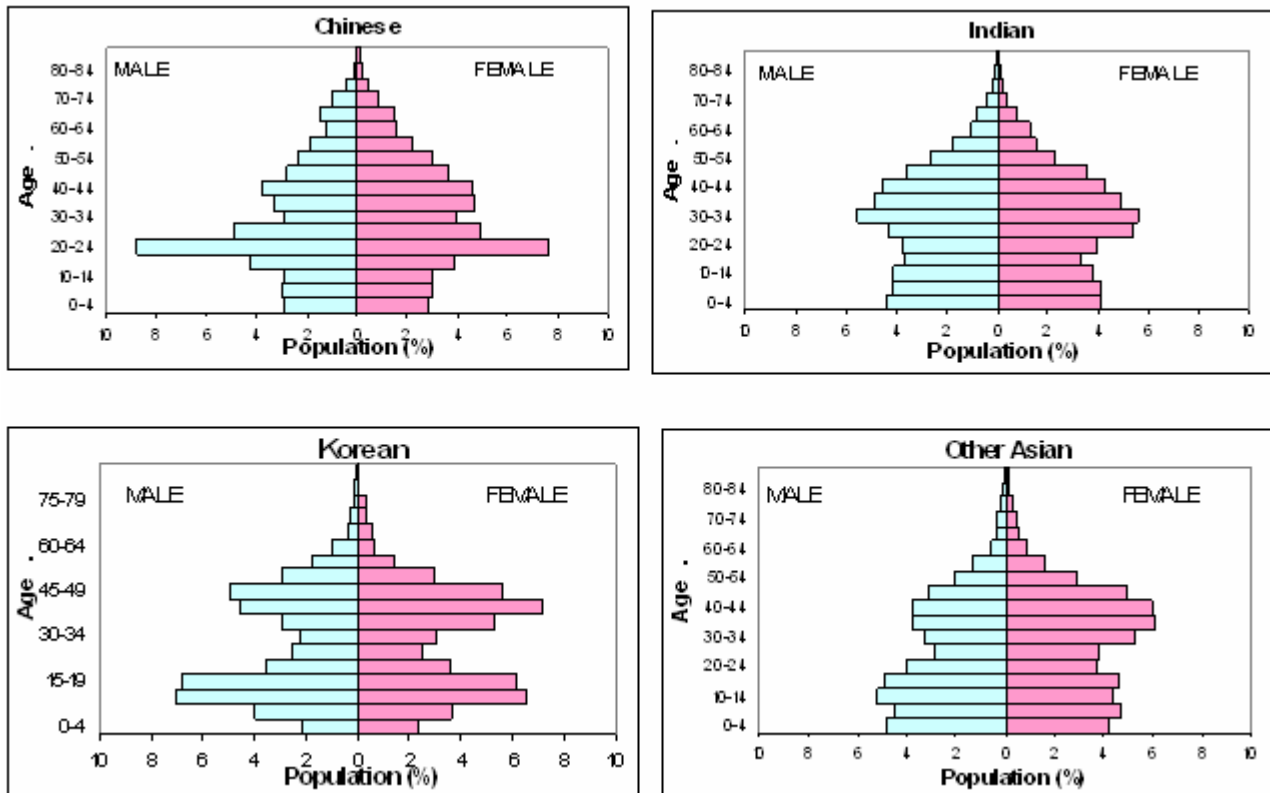 Chinese
MALE FEMALE
80-84
70-74
60-64
50-54
40-44
30-34
20-24
10-14
0-4
Age .
10 8 6 4 2 0 2 4 6 8 10
Population (%)
Indian
MALE FEMALE
80-84
70-74
60-64
50-54
40-44
30-34
20-24
10-14
0-4
Age .
10 8 6 4 2 0 2 4 6 8 10
Population (%)
Korean
MALE FEMALE
75-79
60-64
45-49
30-34
15-19
0-4
Age .
10 8 6 4 2 0 2 4 6 8 10
Population (%)
Other Asian
MALE FEMALE
80-84
70-74
60-64
50-54
40-44
30-34
20-24
10-14
0-4
Age .
10 8 6 4 2 0 2 4 6 8 10
Population (%)